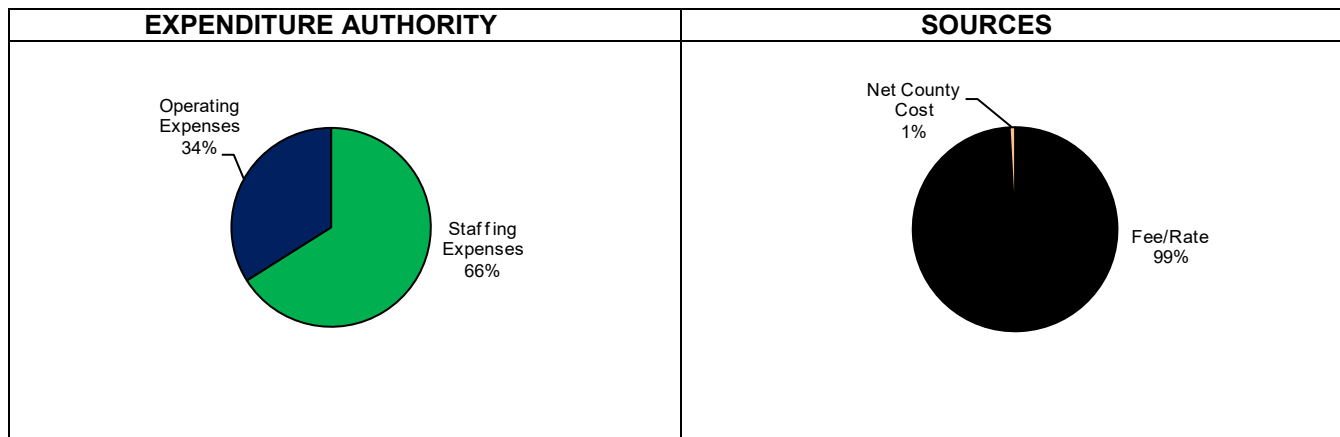 EXPENDITURE AUTHORITY
SOURCES
Operating
Expenses
34%
Staffing
Expenses
66%
Net County
Cost
1%
Fee/Rate
99%